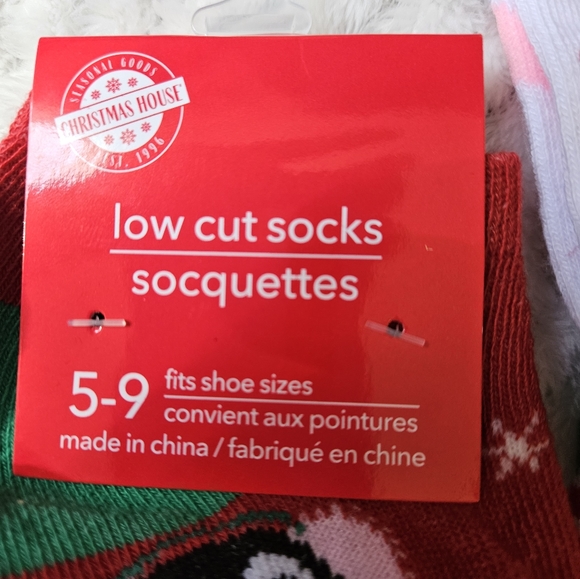 SEASONAL GOODS
CHRISTMAS HOUSE
EST. 1996
low cut socks
socquettes
5-9
fits shoe sizes
convient aux pointures
made in china / fabriqué en chine